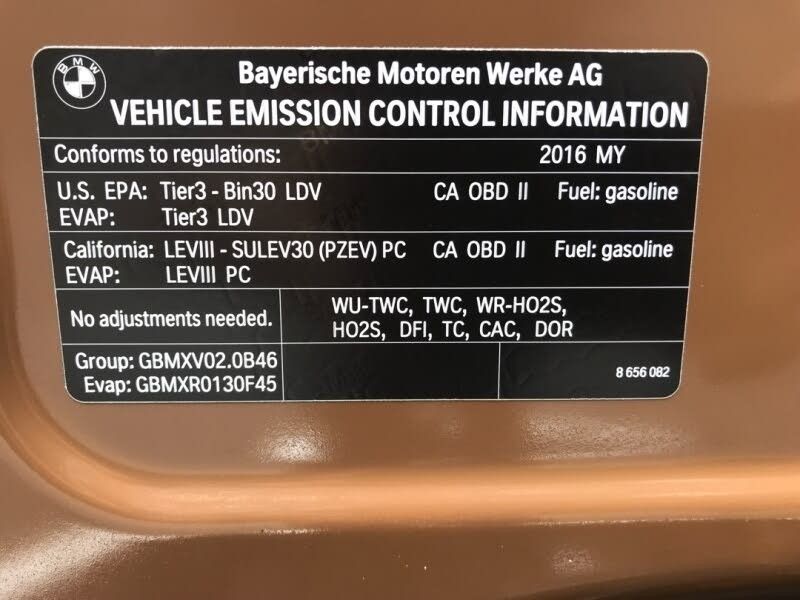 BMW
Bayerische Motoren Werke AG
VEHICLE EMISSION CONTROL INFORMATION
Conforms to regulations: 2016 MY
U.S. EPA: Tier3 - Bin30 LDV CA OBD II Fuel: gasoline
EVAP: Tier3 LDV
California: LEVIII - SULEV30 (PZEV) PC CA OBD II Fuel: gasoline
EVAP: LEVIII PC
No adjustments needed.
WU-TWC, TWC, WR-HO2S,
HO2S, DFI, TC, CAC, DOR
Group: GBMXV02.0B46
Evap: GBMXR0130F45
8 656 082